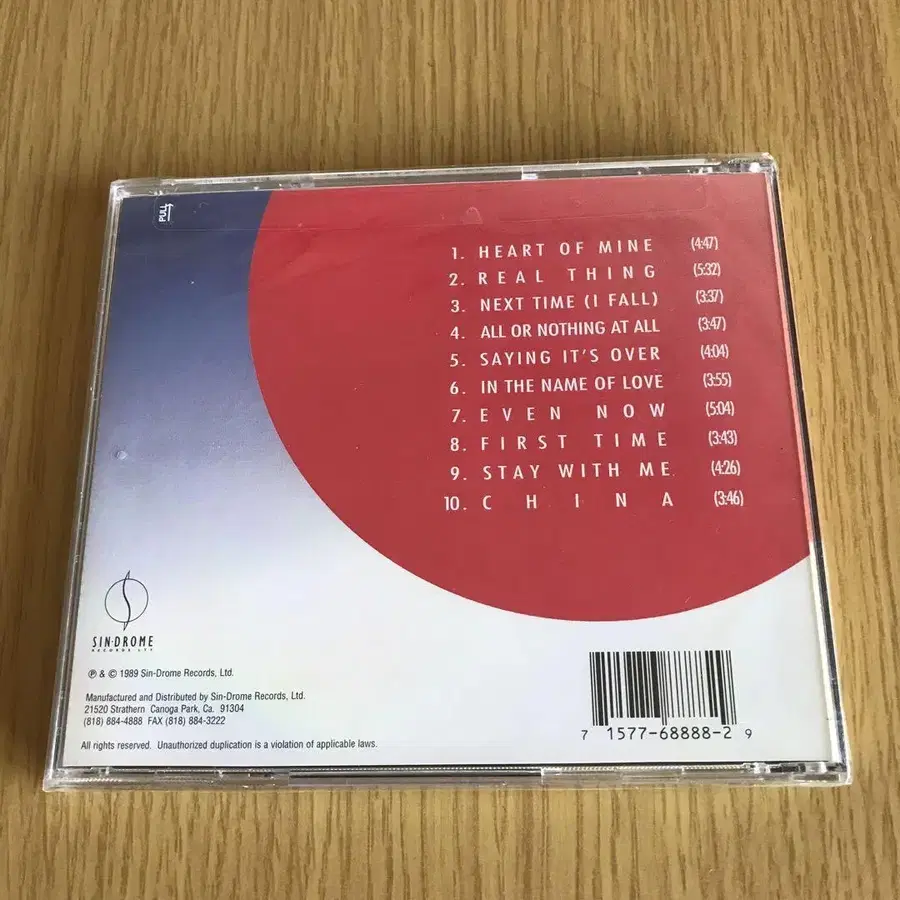 PULL
1. HEART OF MINE (4:47)
2. REAL THING (5:32)
3. NEXT TIME (I FALL) (3:37)
4. ALL OR NOTHING AT ALL (3:47)
5. SAYING IT'S OVER (4:04)
6. IN THE NAME OF LOVE (3:55)
7. EVEN NOW (5:04)
8. FIRST TIME (3:43)
9. STAY WITH ME (4:26)
10. CHINA (3:46)
SIN-DROME
RECORDS LTD
℗ & © 1989 Sin-Drome Records, Ltd.
Manufactured and Distributed by Sin-Drome Records, Ltd.
21520 Strathern Canoga Park, Ca. 91304
(818) 884-4888 FAX (818) 884-3222
All rights reserved. Unauthorized duplication is a violation of applicable laws.
7 1577-68888-2 9